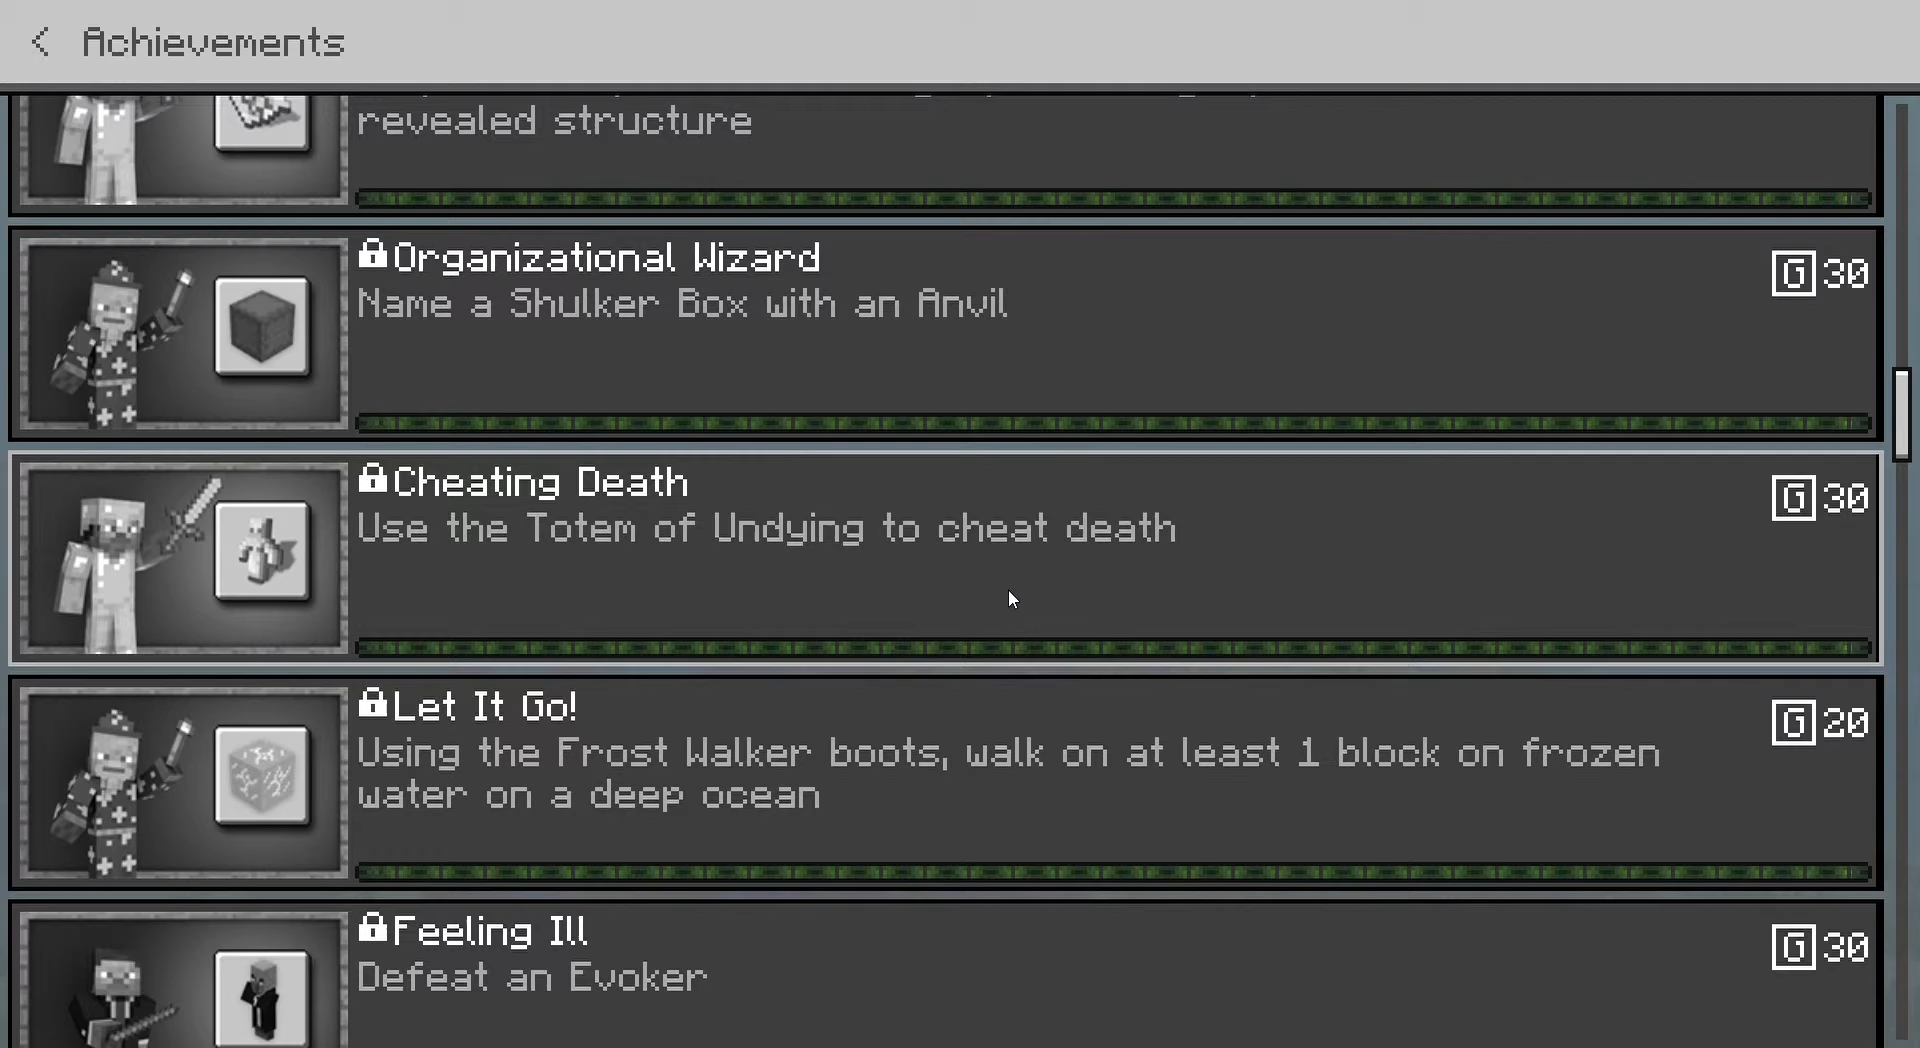 Achievements
revealed structure
Organizational Wizard
G 30
Name a Shulker Box with an Anvil
Cheating Death
G 30
Use the Totem of Undying to cheat death
Let It Go!
G 20
Using the Frost Walker boots, walk on at least 1 block on frozen
water on a deep ocean
Feeling Ill
G 30
Defeat an Evoker